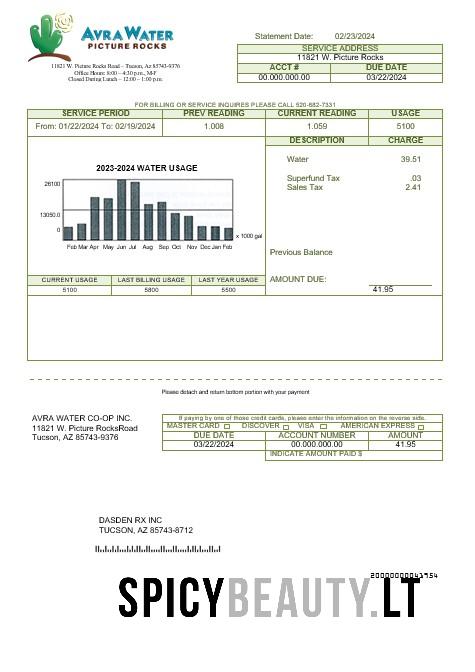 AVRA WATER
PICTURE ROCKS
11821 W. Picture Rocks Road – Tucson, Az 85743-9376
Office Hours: 8:00 – 4:30 p.m., M-F
Closed During Lunch – 12:00 – 1:00 p.m.
Statement Date: 02/23/2024
SERVICE ADDRESS
11821 W. Picture Rocks
ACCT # DUE DATE
00.000.000.00 03/22/2024
FOR BILLING OR SERVICE INQUIRES PLEASE CALL 520-682-7331
SERVICE PERIOD PREV READING CURRENT READING USAGE
From: 01/22/2024 To: 02/19/2024 1.008 1.059 5100
DESCRIPTION CHARGE
Water 39.51
Superfund Tax .03
Sales Tax 2.41
2023-2024 WATER USAGE
26100
13050.0
0
x 1000 gal
Feb Mar Apr May Jun Jul Aug Sep Oct Nov Dec Jan Feb
Previous Balance
AMOUNT DUE:
41.95
CURRENT USAGE LAST BILLING USAGE LAST YEAR USAGE
5100 5800 5500
Please detach and return bottom portion with your payment
AVRA WATER CO-OP INC.
11821 W. Picture RocksRoad
Tucson, AZ 85743-9376
If paying by one of those credit cards, please enter the information on the reverse side.
MASTER CARD DISCOVER VISA AMERICAN EXPRESS
DUE DATE ACCOUNT NUMBER AMOUNT
03/22/2024 00.000.000.00 41.95
INDICATE AMOUNT PAID $
DASDEN RX INC
TUCSON, AZ 85743-8712
SPICYBEAUTY.LT